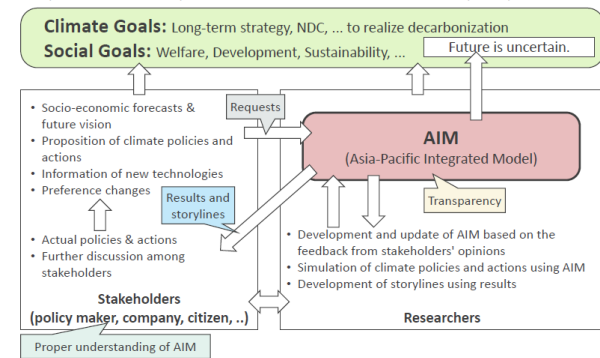 Climate Goals: Long-term strategy, NDC, ... to realize decarbonization
Social Goals: Welfare, Development, Sustainability, ...
Future is uncertain.
• Socio-economic forecasts &
future vision
• Proposition of climate policies and
actions
• Information of new technologies
• Preference changes
Requests
AIM
(Asia-Pacific Integrated Model)
Results and
storylines
Transparency
• Actual policies & actions
• Further discussion among
stakeholders
• Development and update of AIM based on the
feedback from stakeholders' opinions
• Simulation of climate policies and actions using AIM
• Development of storylines using results
Stakeholders
(policy maker, company, citizen, ..)
Researchers
Proper understanding of AIM